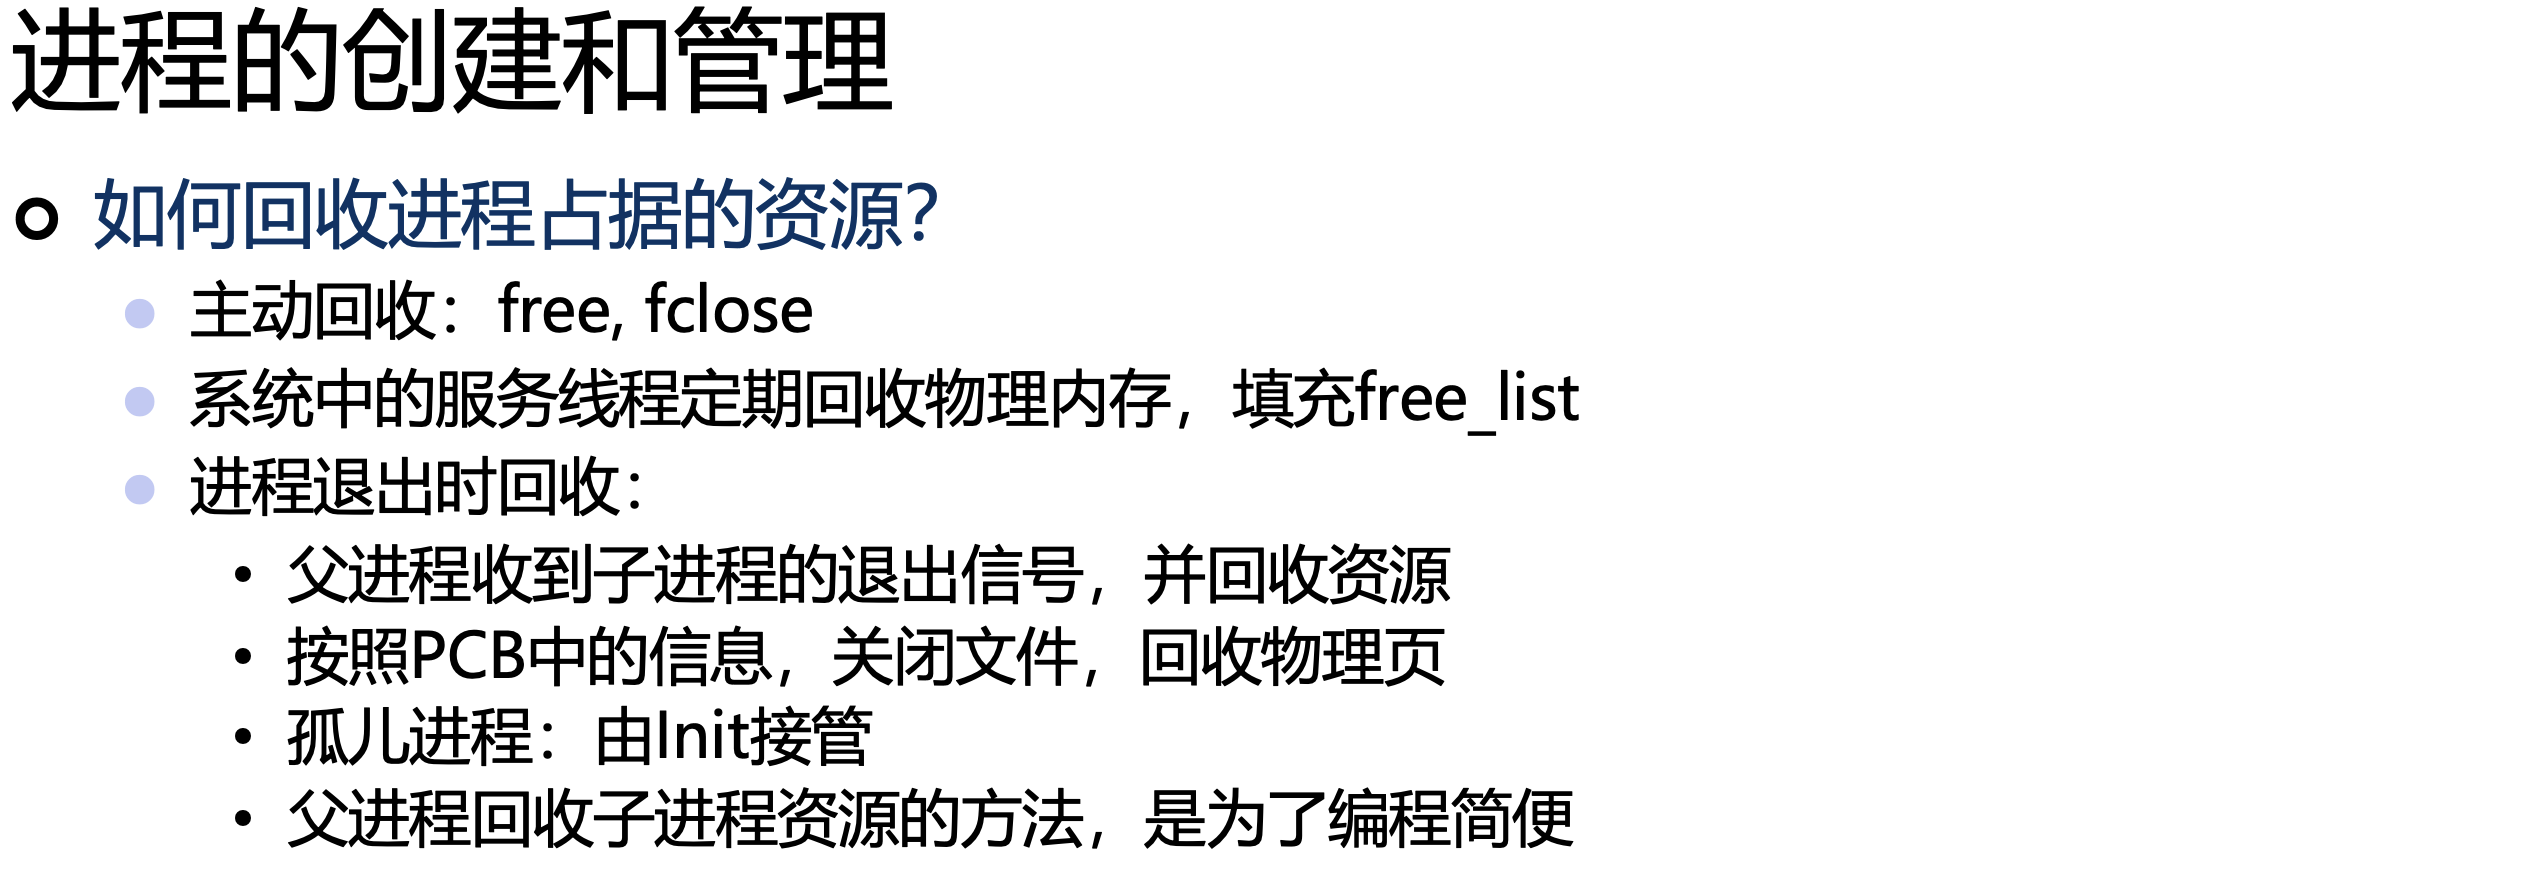 进程的创建和管理
如何回收进程占据的资源？
主动回收：free, fclose
系统中的服务线程定期回收物理内存，填充free_list
进程退出时回收：
• 父进程收到子进程的退出信号，并回收资源
• 按照PCB中的信息，关闭文件，回收物理页
• 孤儿进程：由Init接管
• 父进程回收子进程资源的方法，是为了编程简便